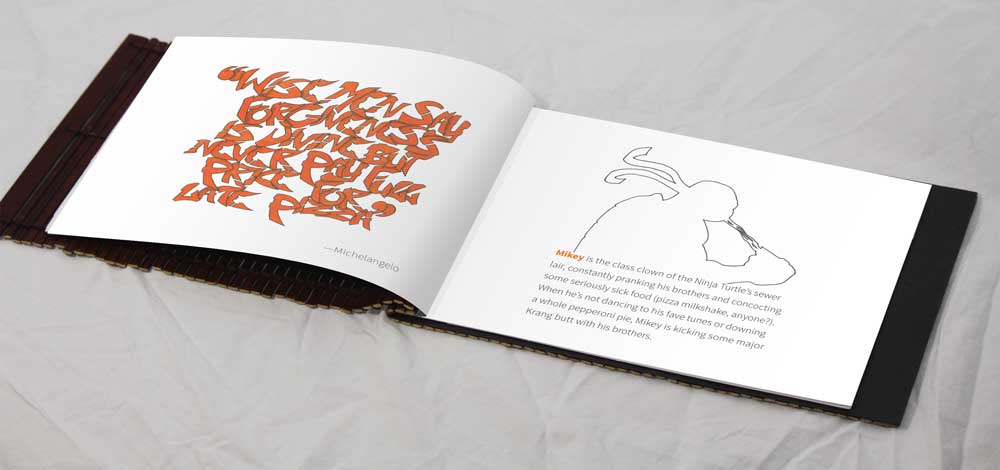 “WISE MEN SAY
FORGIVENESS
IS DIVINE BUT
NEVER PAY FULL
PRICE FOR
LATE PIZZA”
—Michelangelo
Mikey is the class clown of the Ninja Turtle's sewer
lair, constantly pranking his brothers and concocting
some seriously sick food (pizza milkshake, anyone?).
When he's not dancing to his fave tunes or downing
a whole pepperoni pie, Mikey is kicking some major
Krang butt with his brothers.